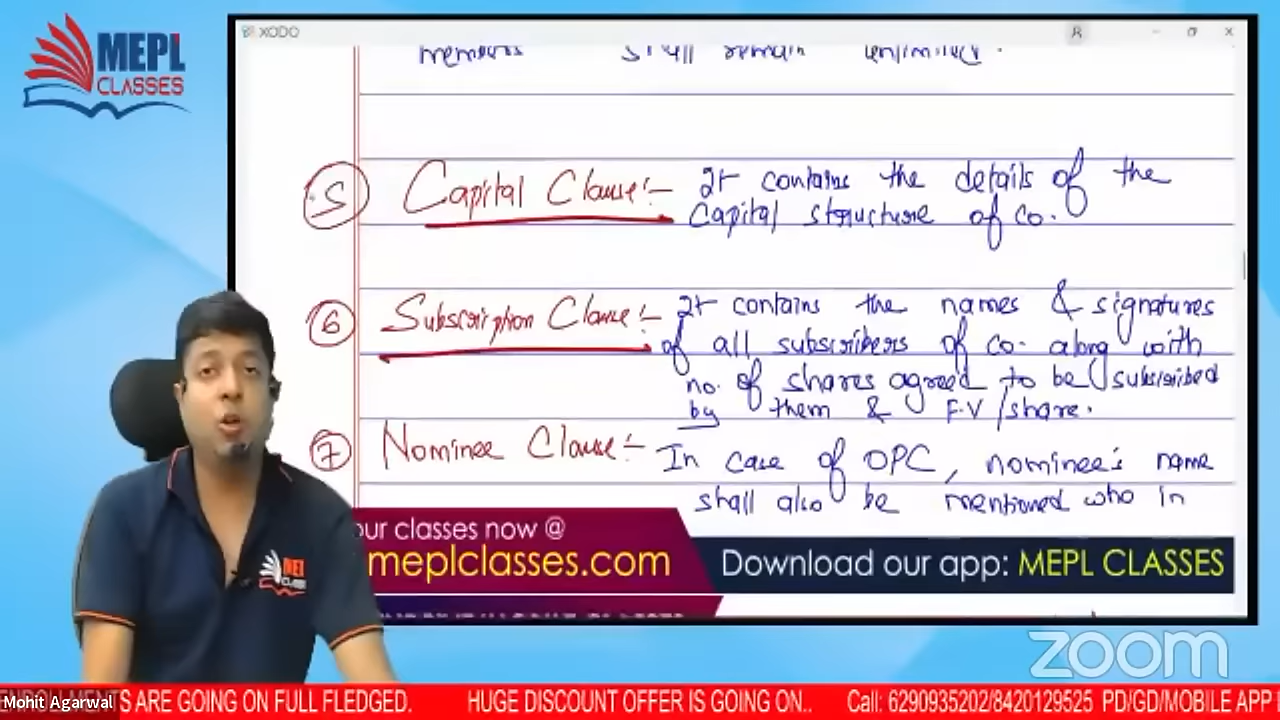 MEPL
CLASSES
XODO
members shall remain unlimited.
5 Capital Clause:- It contains the details of the
capital structure of co.
6 Subscription Clause:- It contains the names & signatures
of all subscribers of co. along with
no. of shares agreed to be subscribed
by them & F.V/share.
7 Nominee Clause:- In case of OPC, nominee's name
shall also be mentioned who in
our classes now @
meplclasses.com
Download our app: MEPL CLASSES
zoom
Mohit Agarwal
ENROLLMENTS ARE GOING ON FULL FLEDGED. HUGE DISCOUNT OFFER IS GOING ON.. Call: 6290935202/8420129525 PD/GD/MOBILE APP